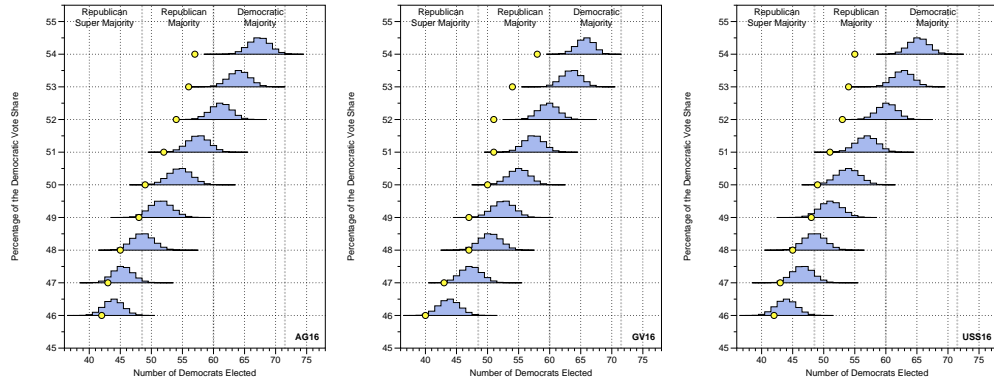 Republican Super Majority
Republican Majority
Democratic Majority
Percentage of the Democratic Vote Share
55
54
53
52
51
50
49
48
47
46
45
40 45 50 55 60 65 70 75
Number of Democrats Elected
AG16
Republican Super Majority
Republican Majority
Democratic Majority
Percentage of the Democratic Vote Share
55
54
53
52
51
50
49
48
47
46
45
40 45 50 55 60 65 70 75
Number of Democrats Elected
GV16
Republican Super Majority
Republican Majority
Democratic Majority
Percentage of the Democratic Vote Share
55
54
53
52
51
50
49
48
47
46
45
40 45 50 55 60 65 70 75
Number of Democrats Elected
USS16